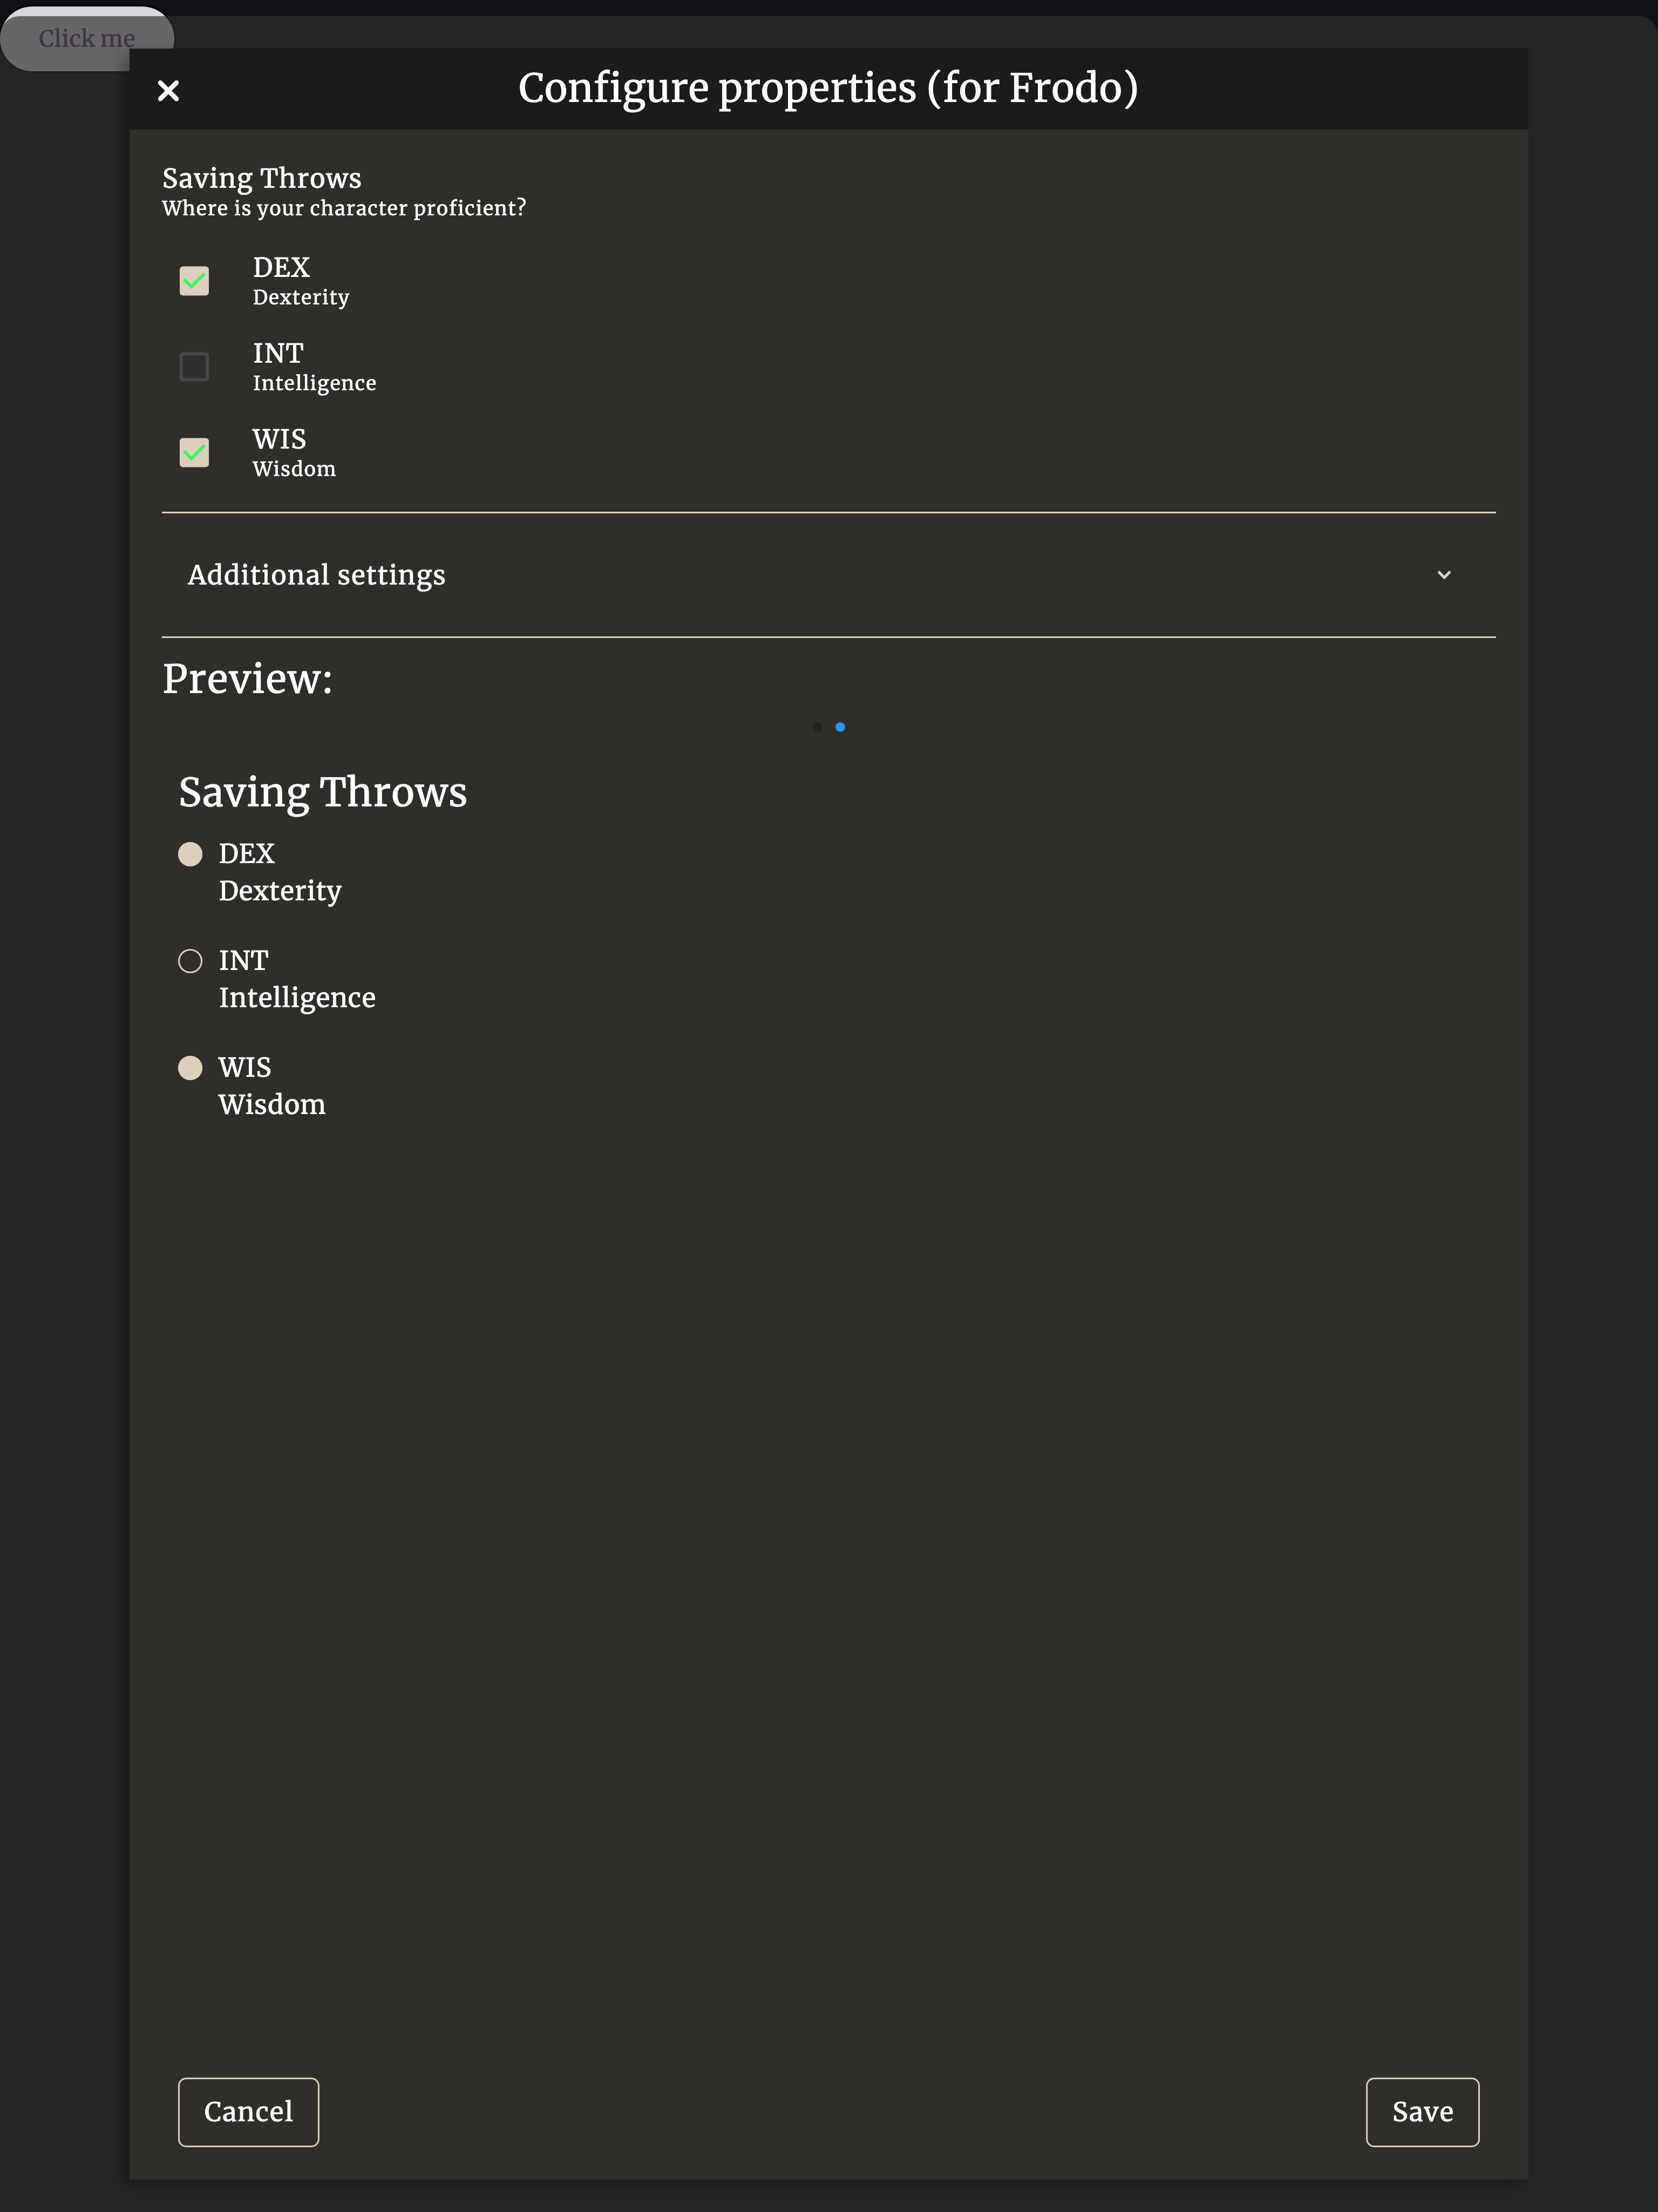 Click me
Configure properties (for Frodo)
Saving Throws
Where is your character proficient?
DEX
Dexterity
INT
Intelligence
WIS
Wisdom
Additional settings
Preview:
Saving Throws
DEX
Dexterity
INT
Intelligence
WIS
Wisdom
Cancel
Save